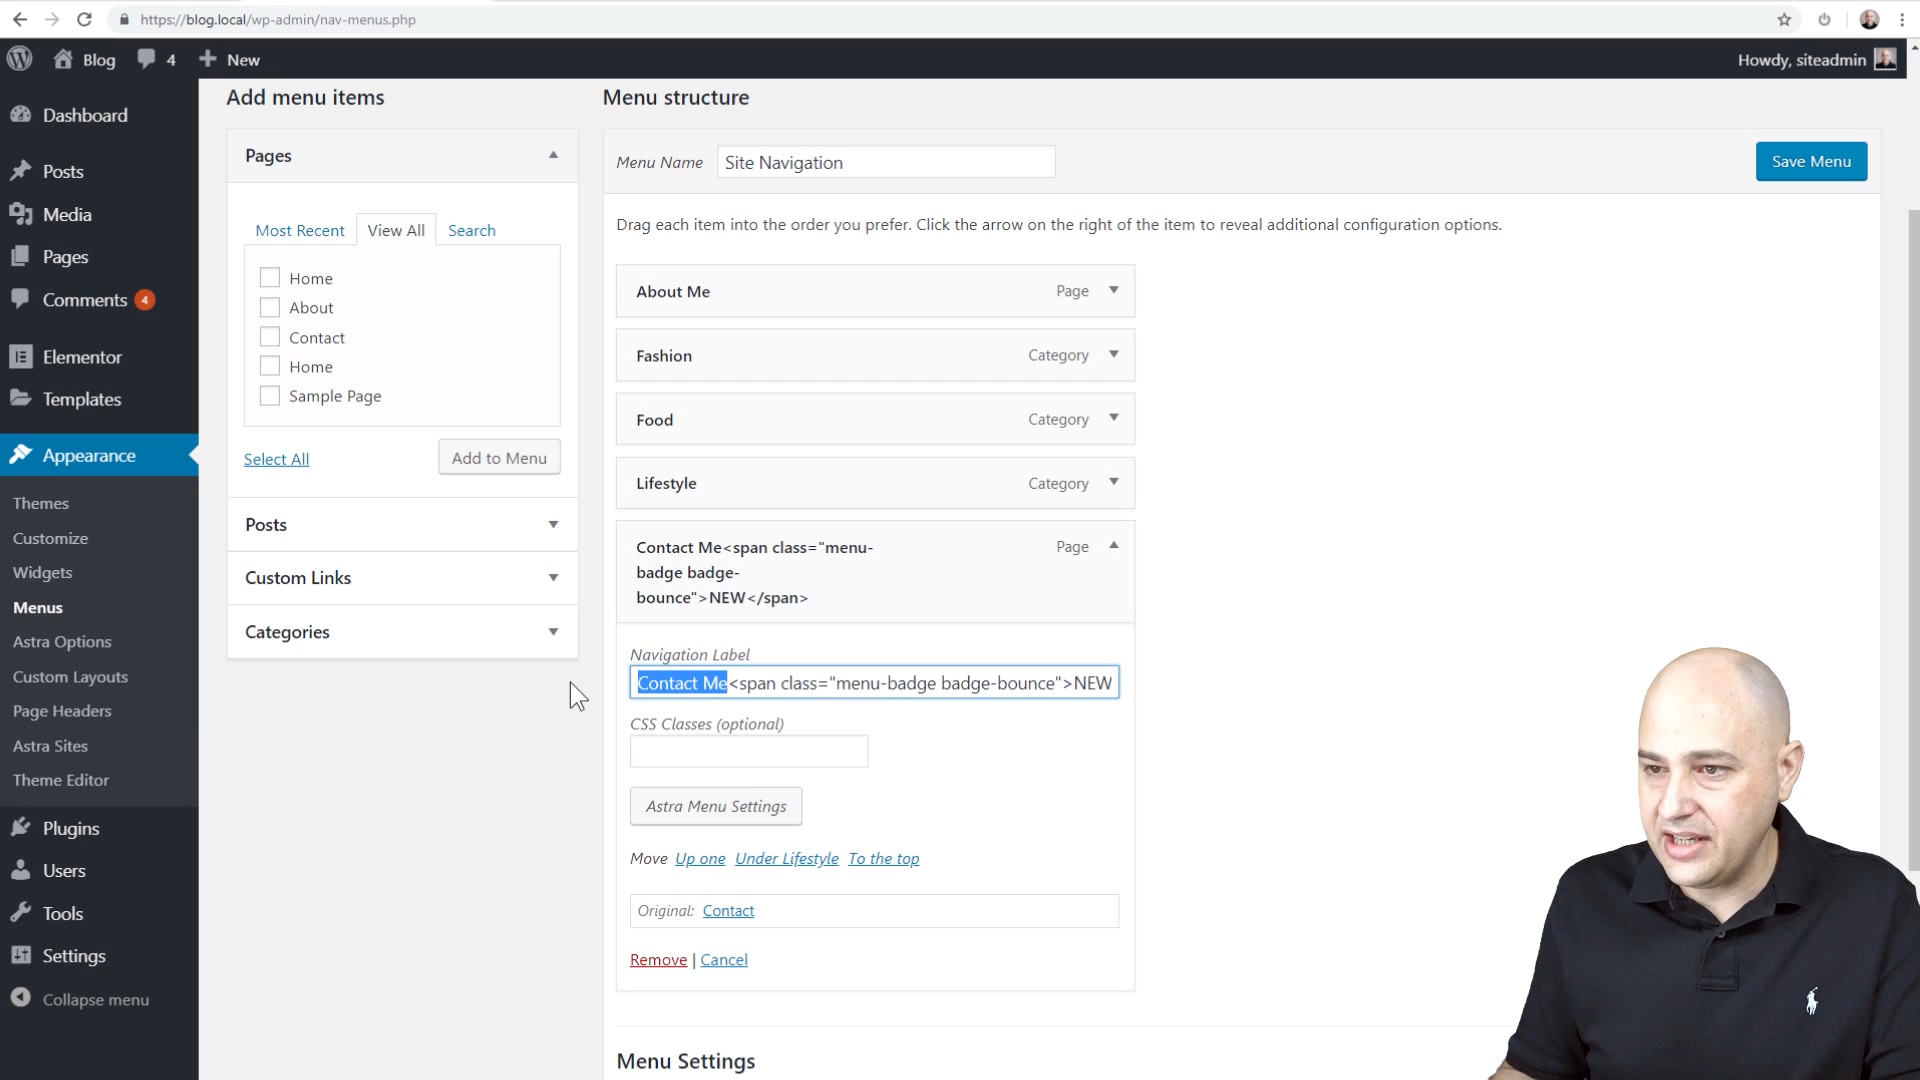 https://blog.local/wp-admin/nav-menus.php
Blog
4
New
Howdy, siteadmin
Dashboard
Posts
Media
Pages
Comments 4
Elementor
Templates
Appearance
Themes
Customize
Widgets
Menus
Astra Options
Custom Layouts
Page Headers
Astra Sites
Theme Editor
Plugins
Users
Tools
Settings
Collapse menu
Add menu items
Pages
Most Recent View All Search
Home
About
Contact
Home
Sample Page
Select All Add to Menu
Posts
Custom Links
Categories
Menu structure
Menu Name Site Navigation Save Menu
Drag each item into the order you prefer. Click the arrow on the right of the item to reveal additional configuration options.
About Me Page
Fashion Category
Food Category
Lifestyle Category
Contact Me<span class="menu- Page
badge badge-
bounce">NEW</span>
Navigation Label
Contact Me<span class="menu-badge badge-bounce">NEW
CSS Classes (optional)
Astra Menu Settings
Move Up one Under Lifestyle To the top
Original: Contact
Remove | Cancel
Menu Settings